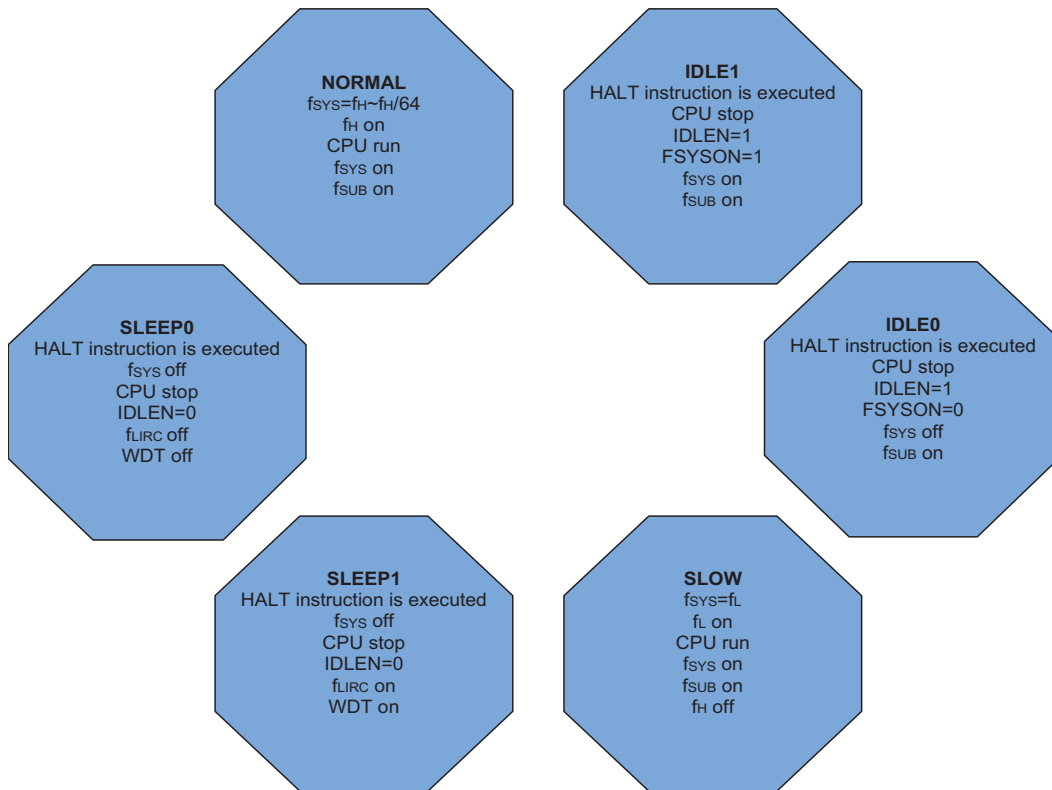 NORMAL
fSYS=fH~fH/64
fH on
CPU run
fSYS on
fSUB on
IDLE1
HALT instruction is executed
CPU stop
IDLEN=1
FSYSON=1
fSYS on
fSUB on
SLEEP0
HALT instruction is executed
fSYS off
CPU stop
IDLEN=0
fLIRC off
WDT off
IDLE0
HALT instruction is executed
CPU stop
IDLEN=1
FSYSON=0
fSYS off
fSUB on
SLEEP1
HALT instruction is executed
fSYS off
CPU stop
IDLEN=0
fLIRC on
WDT on
SLOW
fSYS=fL
fL on
CPU run
fSYS on
fSUB on
fH off